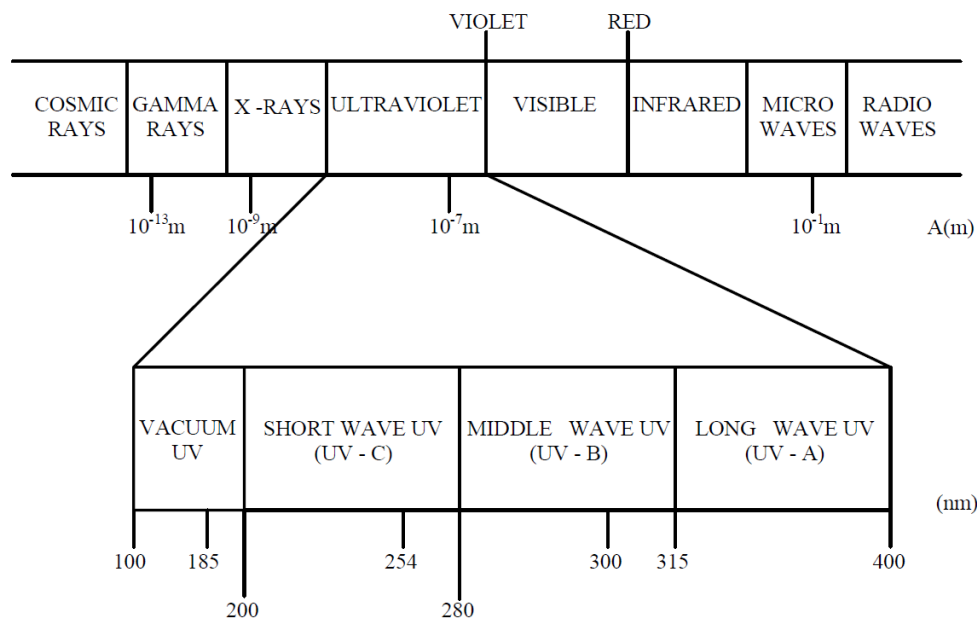 VIOLET RED
COSMIC RAYS
GAMMA RAYS
X -RAYS
ULTRAVIOLET
VISIBLE
INFRARED
MICRO WAVES
RADIO WAVES
10⁻¹³m 10⁻⁹m 10⁻⁷m 10⁻¹m A(m)
VACUUM UV
SHORT WAVE UV
(UV - C)
MIDDLE WAVE UV
(UV - B)
LONG WAVE UV
(UV - A)
(nm)
100 185 254 300 315 400
200 280